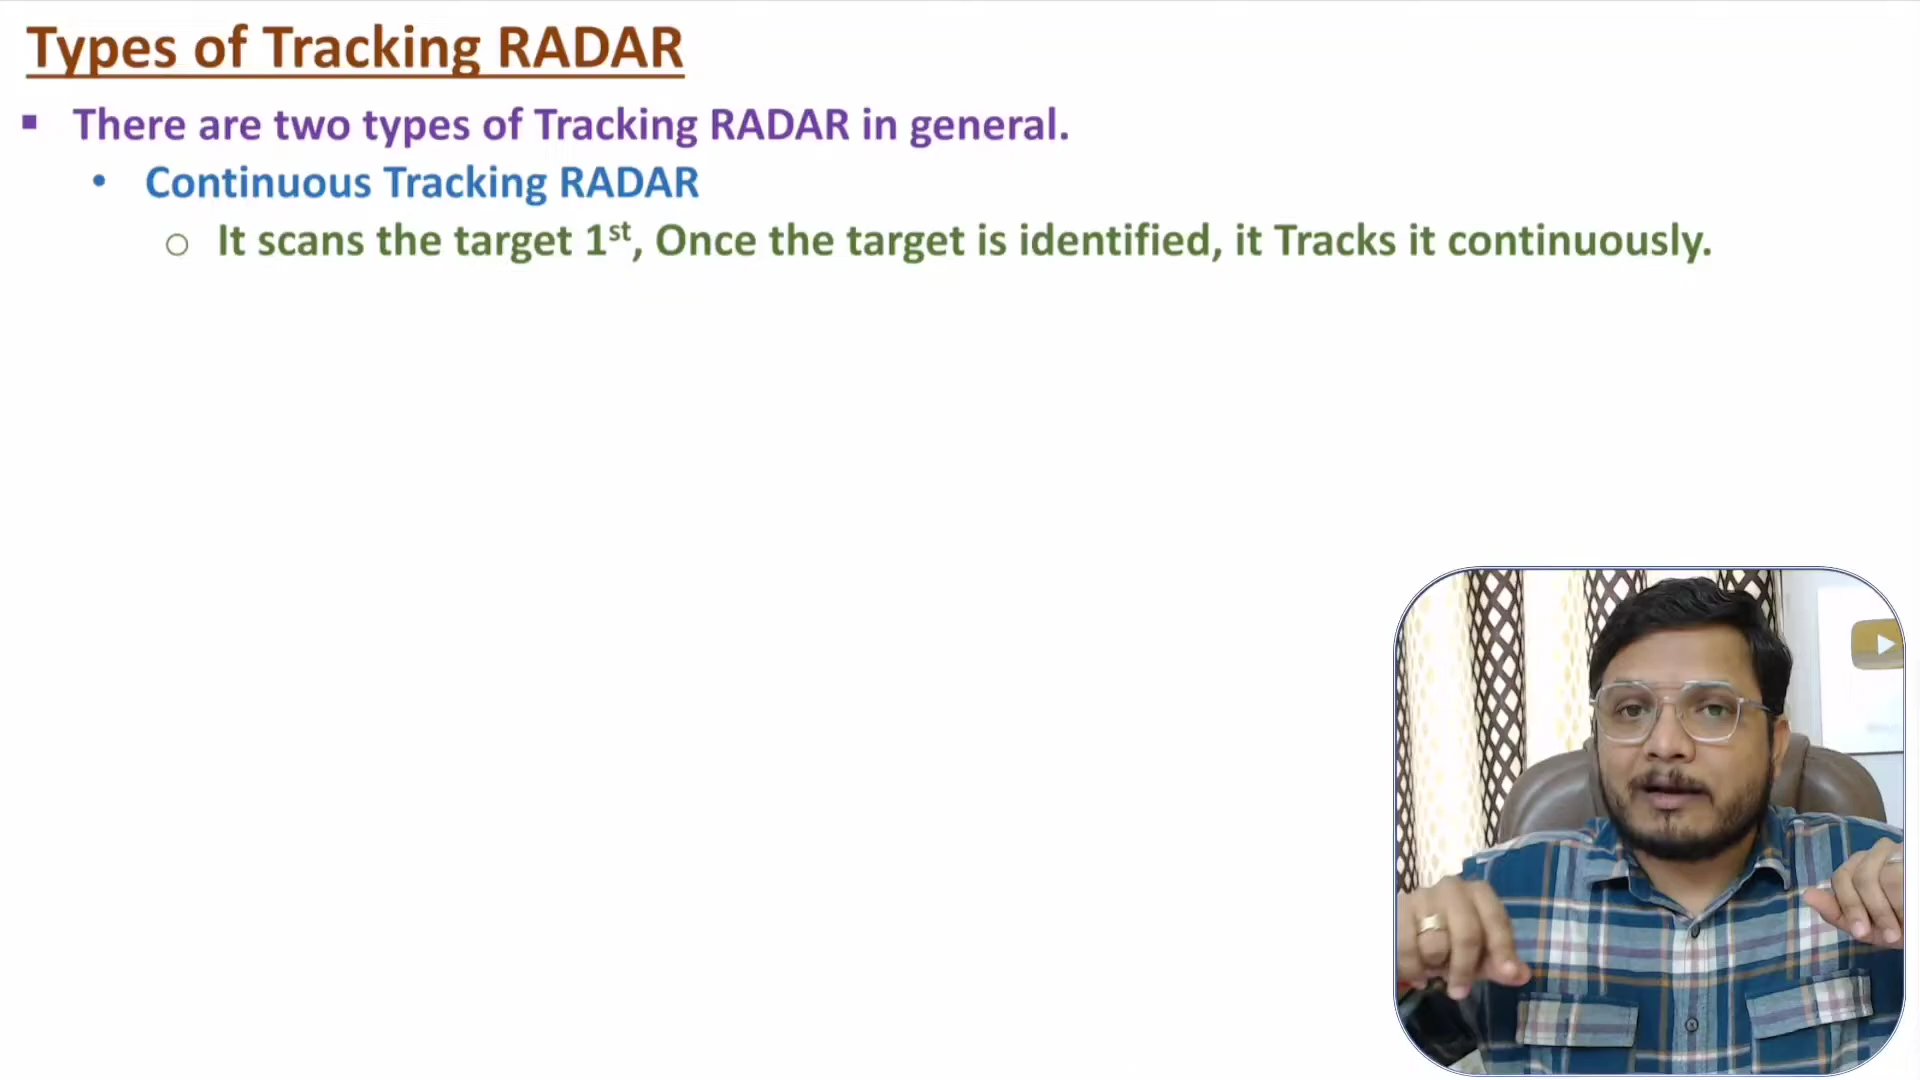 Types of Tracking RADAR
▪ There are two types of Tracking RADAR in general.
• Continuous Tracking RADAR
○ It scans the target 1st, Once the target is identified, it Tracks it continuously.